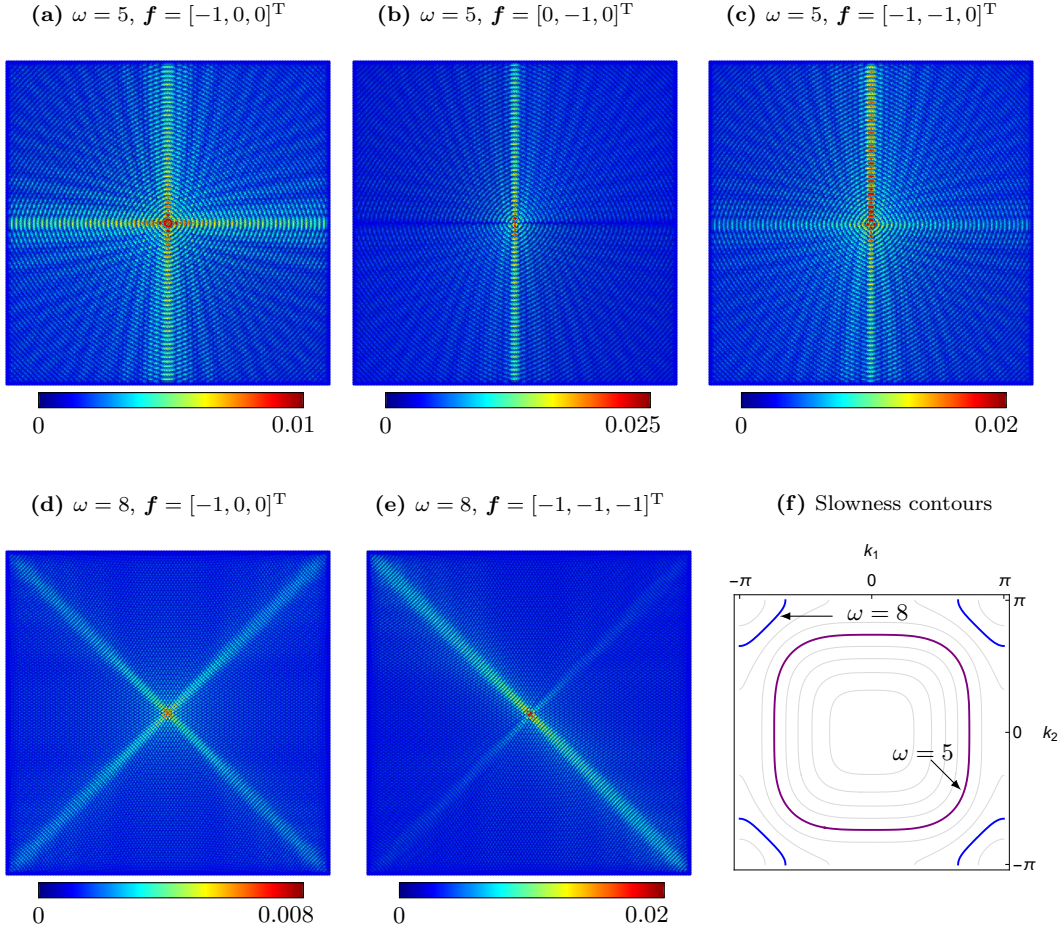 (a) ω = 5, f = [−1, 0, 0]ᵀ
(b) ω = 5, f = [0, −1, 0]ᵀ
(c) ω = 5, f = [−1, −1, 0]ᵀ
0 0.01
0 0.025
0 0.02
(d) ω = 8, f = [−1, 0, 0]ᵀ
(e) ω = 8, f = [−1, −1, −1]ᵀ
(f) Slowness contours
k₁
−π 0 π
π
ω = 8
0 k₂
ω = 5
−π
0 0.008
0 0.02